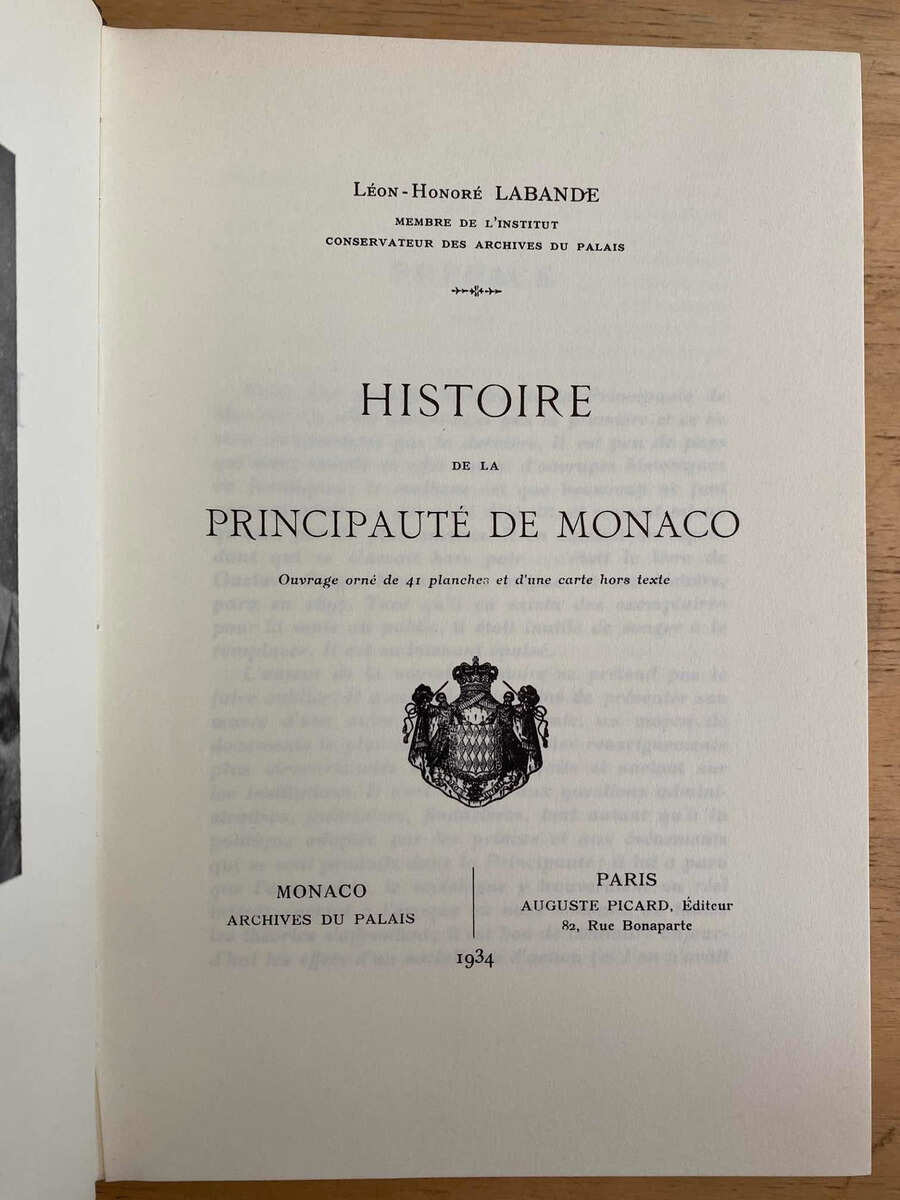 Léon-Honoré LABANDE
MEMBRE DE L'INSTITUT
CONSERVATEUR DES ARCHIVES DU PALAIS
HISTOIRE
DE LA
PRINCIPAUTÉ DE MONACO
Ouvrage orné de 41 planches et d'une carte hors texte
MONACO
ARCHIVES DU PALAIS
PARIS
AUGUSTE PICARD, Éditeur
82, Rue Bonaparte
1934